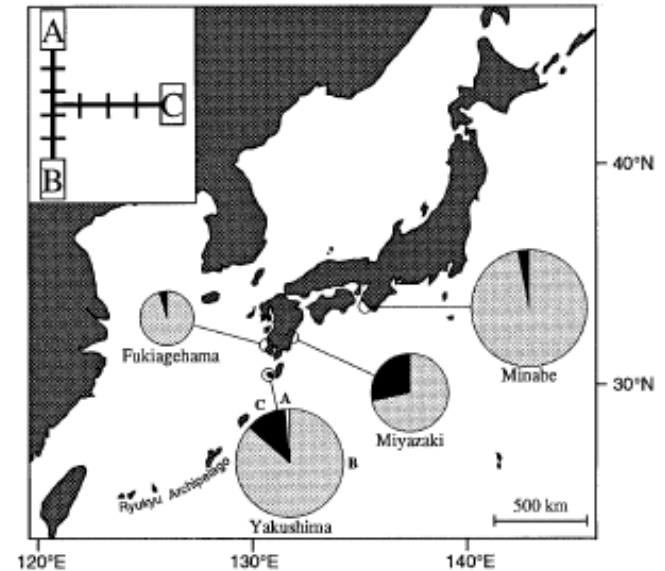 A
C
B
40°N
Fukiagehama
Minabe
30°N
C
A
Miyazaki
B
Ryukyu Archipelago
500 km
Yakushima
120°E
130°E
140°E